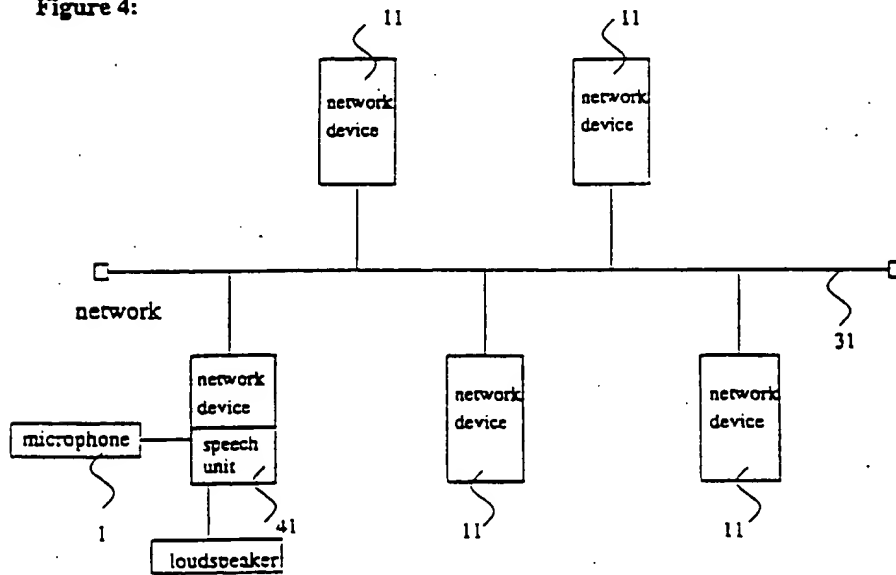 Figure 4:
11
11
network
device
network
device
network
31
network
device
speech
unit
microphone
1
41
loudspeaker
network
device
11
network
device
11